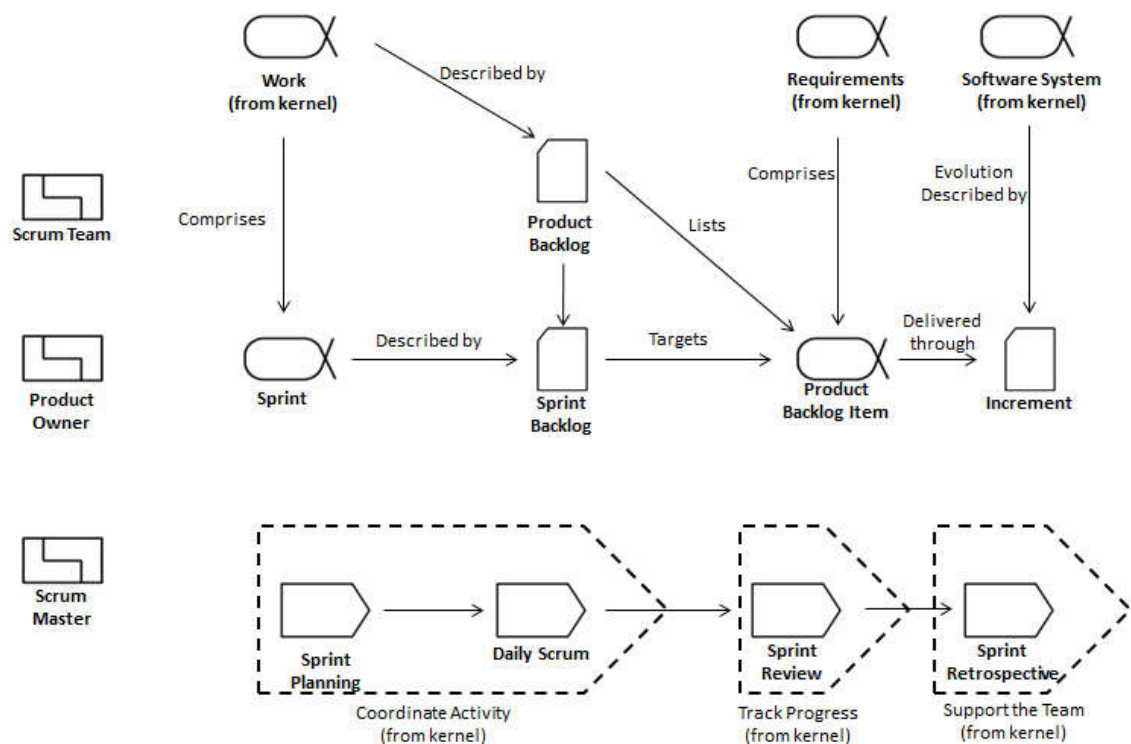 Work
(from kernel)
Described by
Requirements
(from kernel)
Software System
(from kernel)
Scrum Team
Comprises
Product
Backlog
Lists
Comprises
Evolution
Described by
Product
Owner
Sprint
Described by
Sprint
Backlog
Targets
Product
Backlog Item
Delivered
through
Increment
Scrum
Master
Sprint
Planning
Daily Scrum
Sprint
Review
Sprint
Retrospective
Coordinate Activity
(from kernel)
Track Progress
(from kernel)
Support the Team
(from kernel)